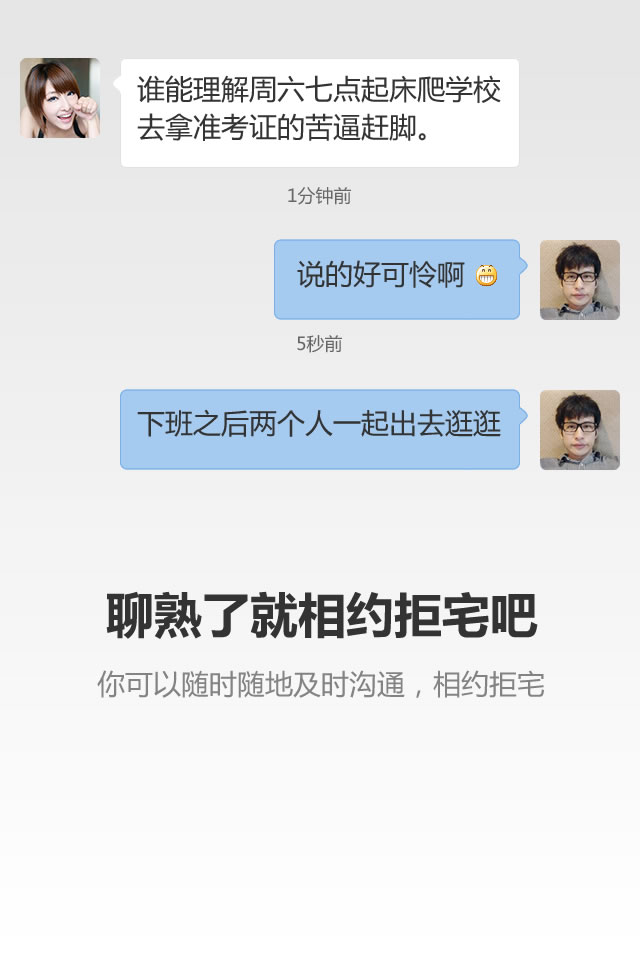 谁能理解周六七点起床爬学校
去拿准考证的苦逼赶脚。
1分钟前
说的好可怜啊
5秒前
下班之后两个人一起出去逛逛
聊熟了就相约拒宅吧
你可以随时随地及时沟通，相约拒宅